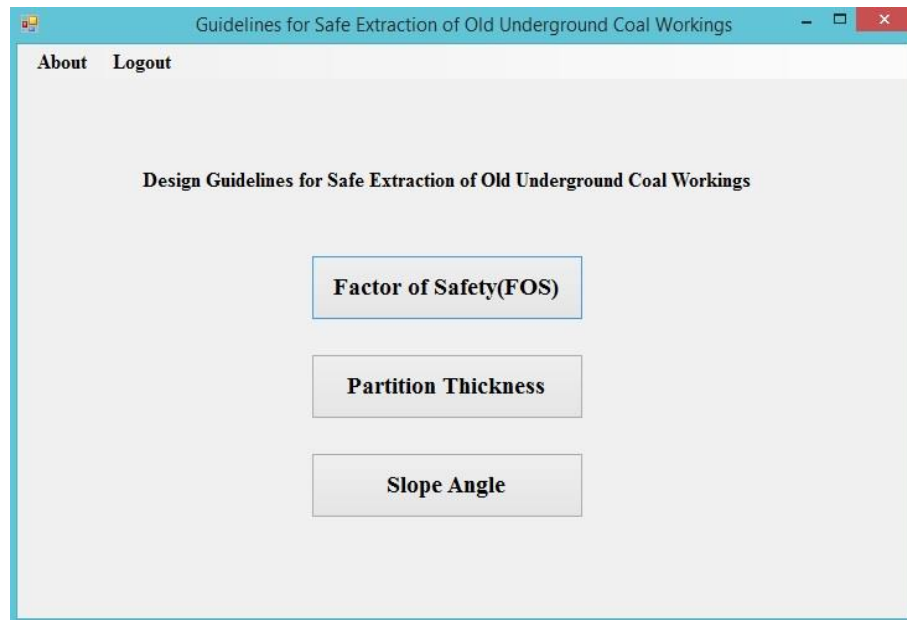 Guidelines for Safe Extraction of Old Underground Coal Workings
About Logout
Design Guidelines for Safe Extraction of Old Underground Coal Workings
Factor of Safety(FOS)
Partition Thickness
Slope Angle